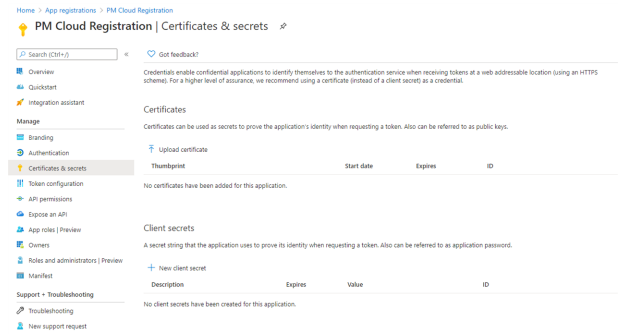 Home > App registrations > PM Cloud Registration
PM Cloud Registration | Certificates & secrets
Search (Ctrl+/)
«
Overview
Quickstart
Integration assistant
Manage
Branding
Authentication
Certificates & secrets
Token configuration
API permissions
Expose an API
App roles | Preview
Owners
Roles and administrators | Preview
Manifest
Support + Troubleshooting
Troubleshooting
New support request
Got feedback?
Credentials enable confidential applications to identify themselves to the authentication service when receiving tokens at a web addressable location (using an HTTPS
scheme). For a higher level of assurance, we recommend using a certificate (instead of a client secret) as a credential.
Certificates
Certificates can be used as secrets to prove the application's identity when requesting a token. Also can be referred to as public keys.
Upload certificate
Thumbprint Start date Expires ID
No certificates have been added for this application.
Client secrets
A secret string that the application uses to prove its identity when requesting a token. Also can be referred to as application password.
New client secret
Description Expires Value ID
No client secrets have been created for this application.